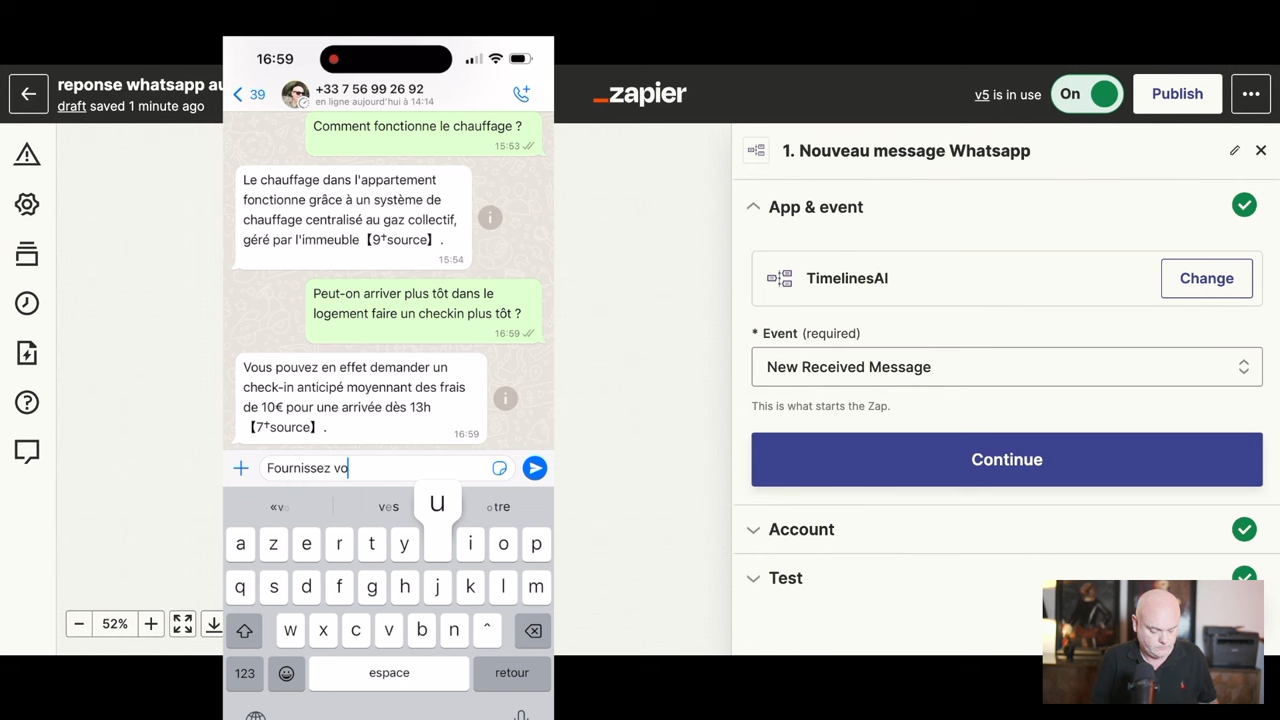 16:59
reponse whatsapp au
draft saved 1 minute ago
39
+33 7 56 99 26 92
en ligne aujourd'hui à 14:14
zapier
v5 is in use
On
Publish
Comment fonctionne le chauffage ?
15:53
Le chauffage dans l'appartement
fonctionne grâce à un système de
chauffage centralisé au gaz collectif,
géré par l'immeuble【9†source】.
15:54
Peut-on arriver plus tôt dans le
logement faire un checkin plus tôt ?
16:59
Vous pouvez en effet demander un
check-in anticipé moyennant des frais
de 10€ pour une arrivée dès 13h
【7†source】.
16:59
Fournissez vo
ves
otre
u
a z e r t y i o p
q s d f g h j k l m
w x c v b n ^
123 espace retour
52%
1. Nouveau message Whatsapp
App & event
TimelinesAI
Change
* Event (required)
New Received Message
This is what starts the Zap.
Continue
Account
Test